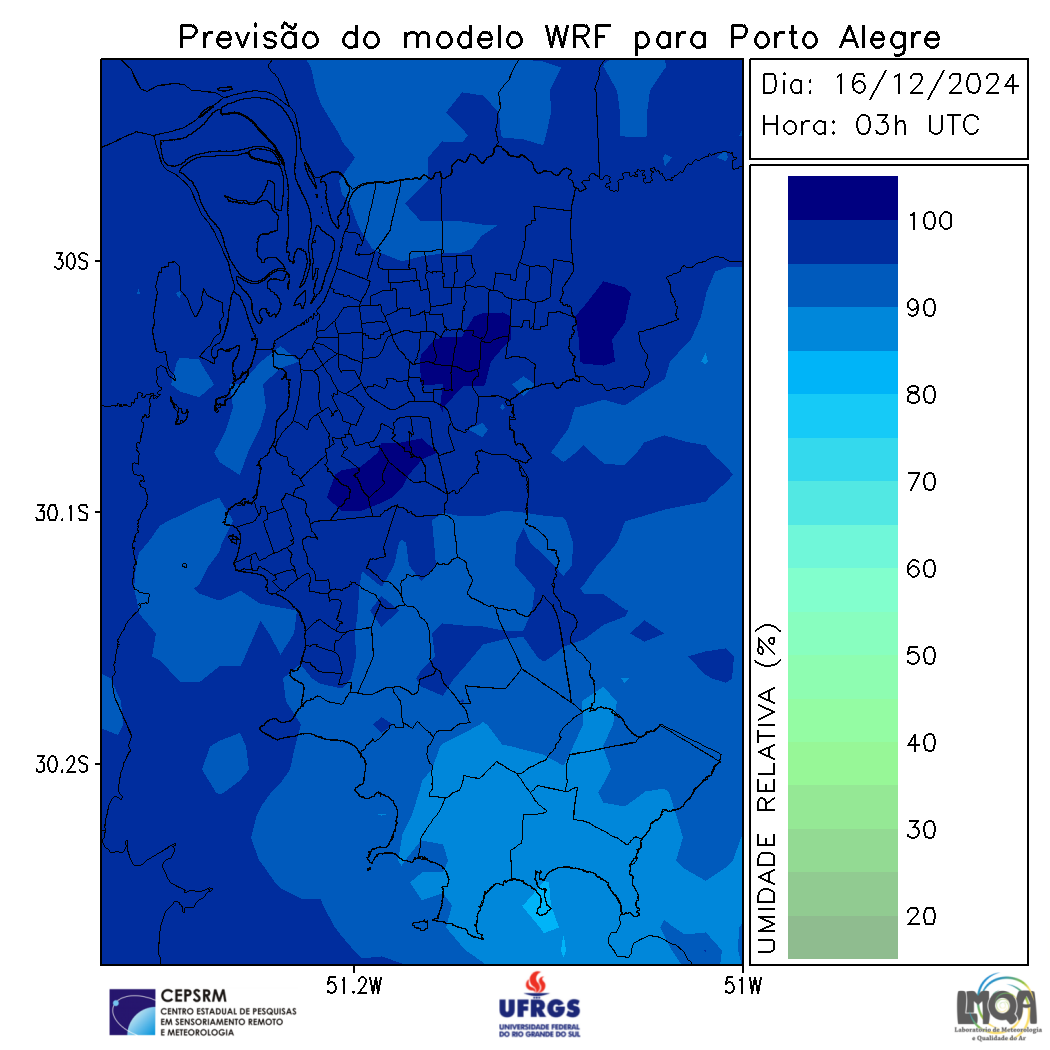 Previsão do modelo WRF para Porto Alegre
Dia: 16/12/2024
Hora: 03h UTC
30S
30.1S
30.2S
51.2W
51W
100
90
80
70
60
50
40
30
20
UMIDADE RELATIVA (%)
CEPSRM
CENTRO ESTADUAL DE PESQUISAS
EM SENSORIAMENTO REMOTO
E METEOROLOGIA
UFRGS
UNIVERSIDADE FEDERAL
DO RIO GRANDE DO SUL
LMQA
Laboratório de Meteorologia
e Qualidade do Ar